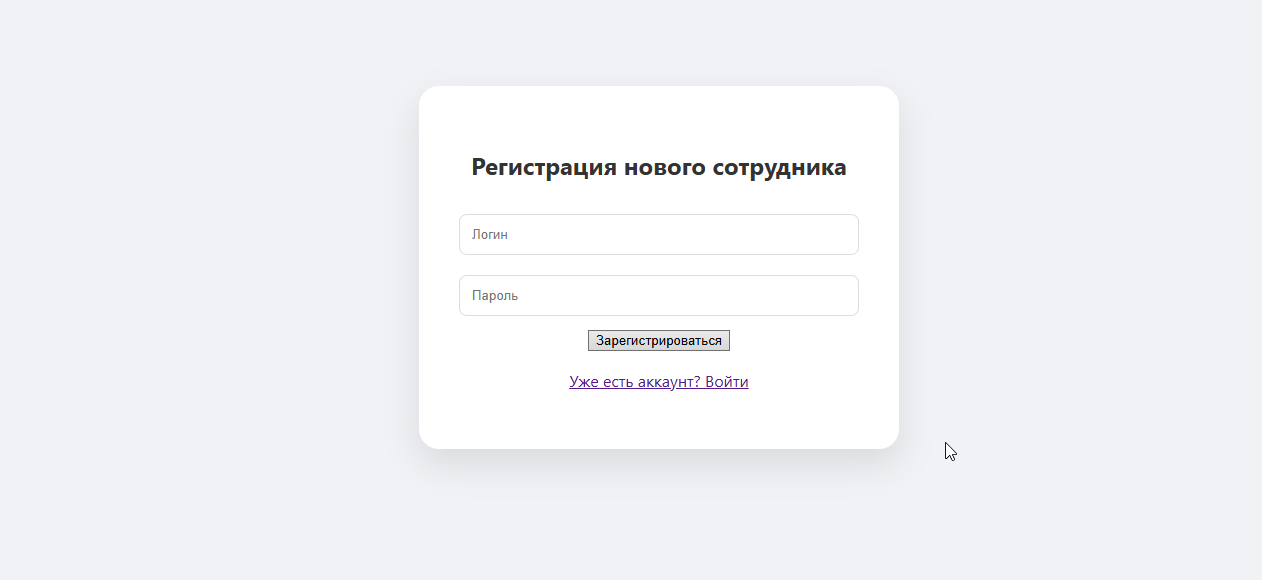 Регистрация нового сотрудника
Логин
Пароль
Зарегистрироваться
Уже есть аккаунт? Войти